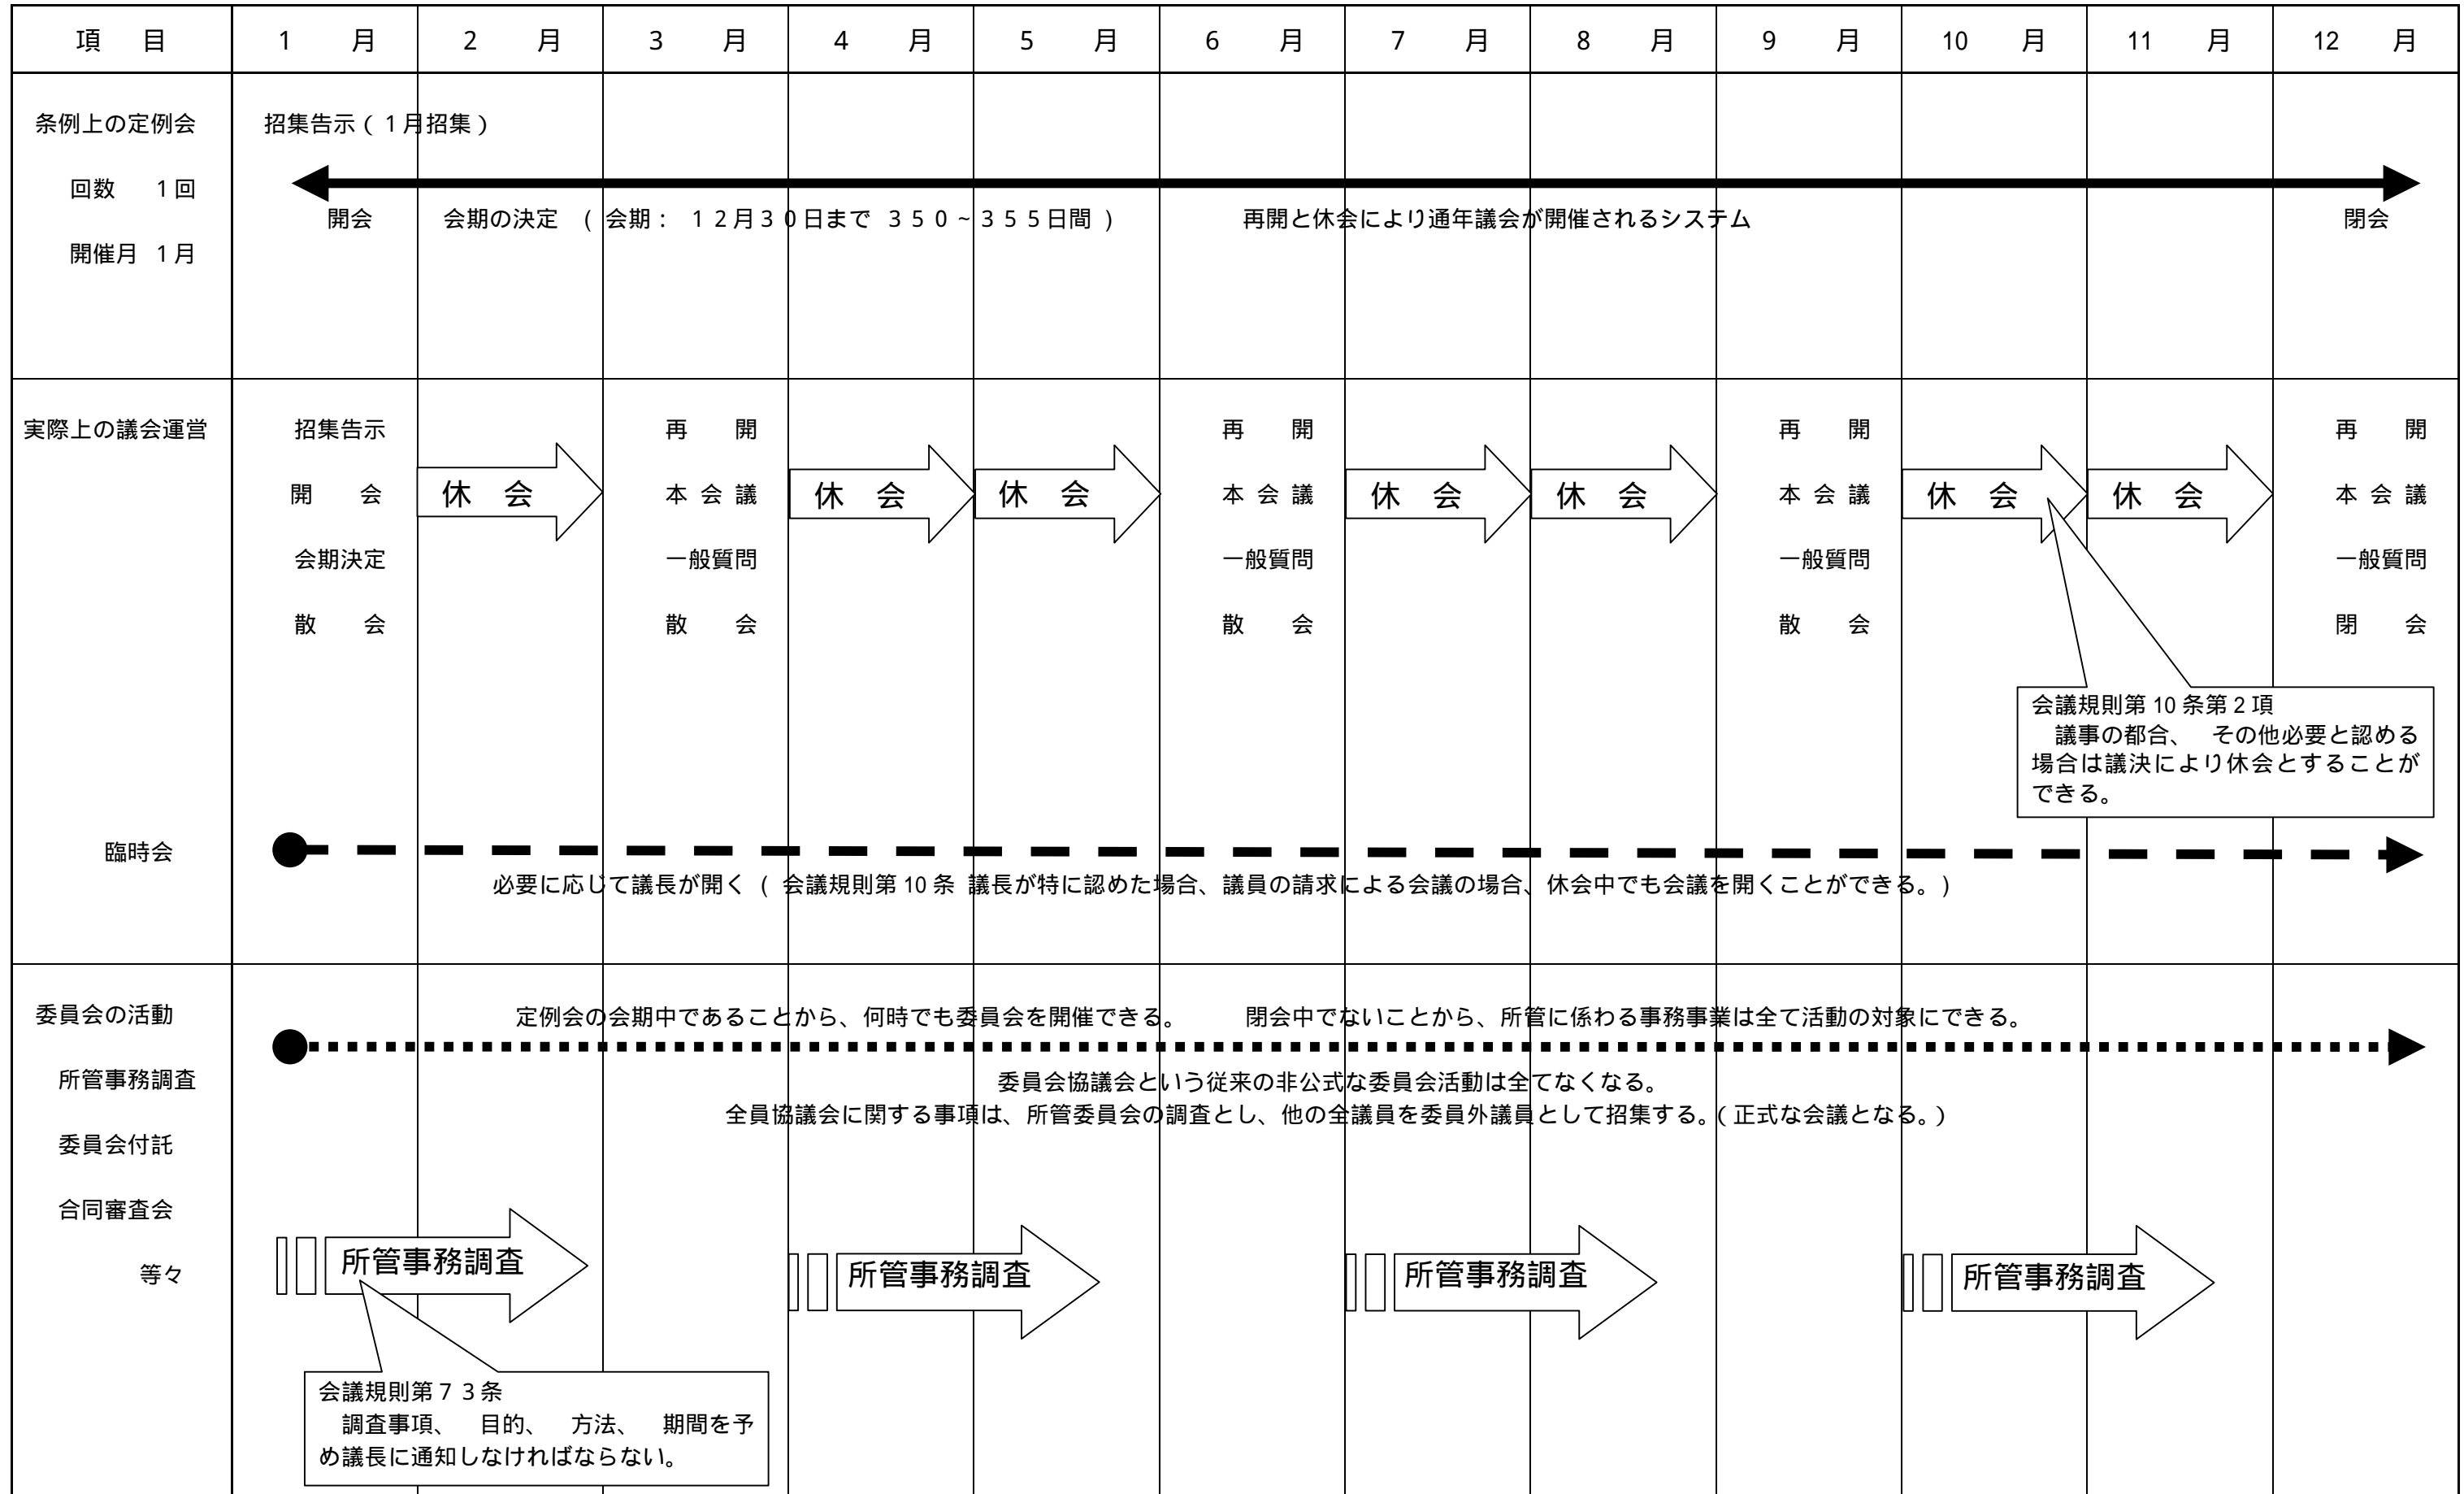 項 目 1 月 2 月 3 月 4 月 5 月 6 月 7 月 8 月 9 月 10 月 11 月 12 月
条例上の定例会 招集告示(1月招集)
回数 1回
開会 会期の決定 (会期: 12月30日まで 350~355日間) 再開と休会により通年議会が開催されるシステム 閉会
開催月 1月
実際上の議会運営 招集告示 再 開 再 開 再 開 再 開
開 会 休 会 本 会 議 休 会 休 会 本 会 議 休 会 休 会 本 会 議 休 会 休 会 本 会 議
会期決定 一般質問 一般質問 一般質問 一般質問
散 会 散 会 散 会 散 会 閉 会
会議規則第10条第2項
議事の都合、 その他必要と認める
場合は議決により休会とすることが
できる。
臨時会
必要に応じて議長が開く (会議規則第10条 議長が特に認めた場合、議員の請求による会議の場合、休会中でも会議を開くことができる。)
委員会の活動 定例会の会期中であることから、何時でも委員会を開催できる。 閉会中でないことから、所管に係わる事務事業は全て活動の対象にできる。
所管事務調査 委員会協議会という従来の非公式な委員会活動は全てなくなる。
全員協議会に関する事項は、所管委員会の調査とし、他の全議員を委員外議員として招集する。(正式な会議となる。)
委員会付託
合同審査会
等々
所管事務調査 所管事務調査 所管事務調査 所管事務調査
会議規則第73条
調査事項、 目的、 方法、 期間を予
め議長に通知しなければならない。